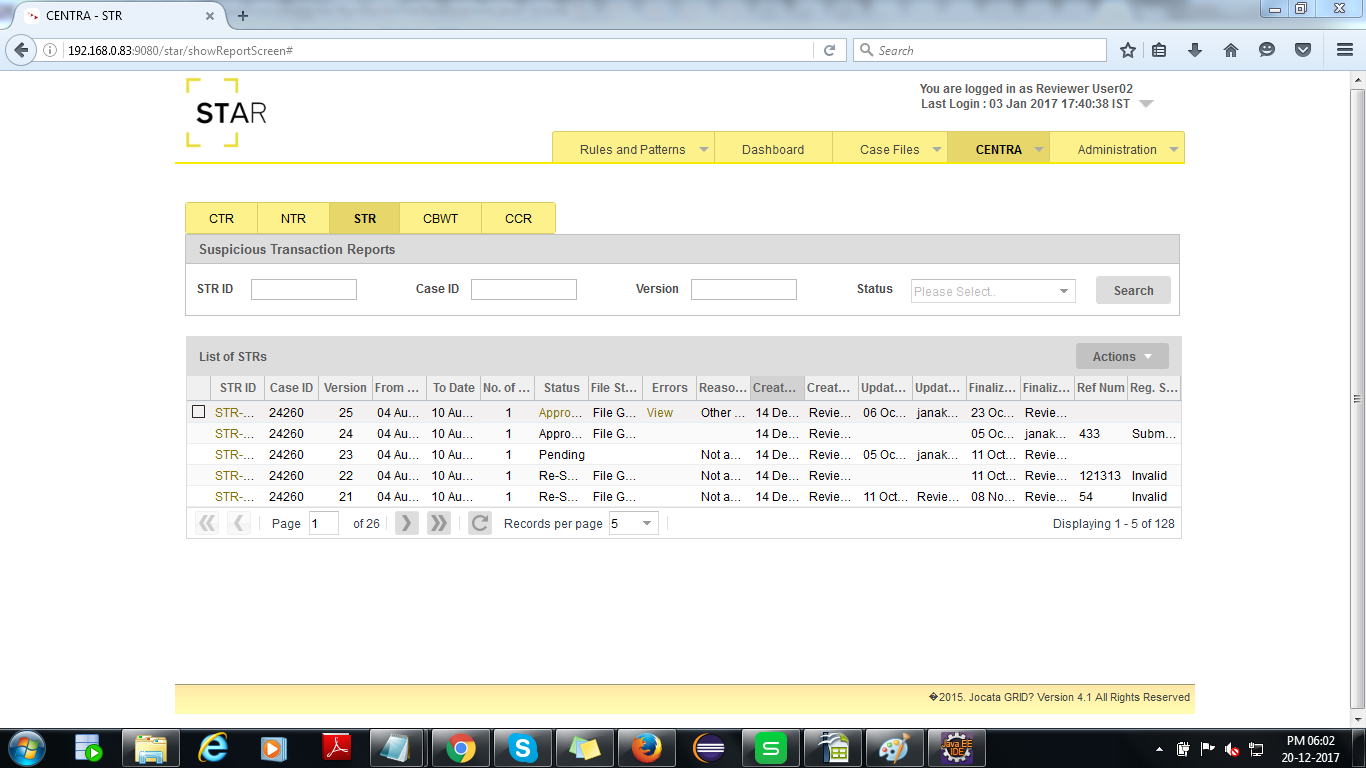 CENTRA - STR
192.168.0.83:9080/star/showReportScreen#
Search
STAR
You are logged in as Reviewer User02
Last Login : 03 Jan 2017 17:40:38 IST
Rules and Patterns Dashboard Case Files CENTRA Administration
CTR NTR STR CBWT CCR
Suspicious Transaction Reports
STR ID Case ID Version Status Please Select.. Search
List of STRs Actions
STR ID Case ID Version From ... To Date No. of ... Status File St... Errors Reaso... Creat... Create... Updat... Updat... Finaliz... Finaliz... Ref Num Reg. S...
STR-... 24260 25 04 Au... 10 Au... 1 Appro... File G... View Other ... 14 De... Revie... 06 Oc... janak... 23 Oc... Revie...
STR-... 24260 24 04 Au... 10 Au... 1 Appro... File G... 14 De... Revie... 05 Oc... janak... 433 Subm...
STR-... 24260 23 04 Au... 10 Au... 1 Pending Not a... 14 De... Revie... 05 Oc... janak... 11 Oct... Revie...
STR-... 24260 22 04 Au... 10 Au... 1 Re-S... File G... Not a... 14 De... Revie... 11 Oct... Revie... 121313 Invalid
STR-... 24260 21 04 Au... 10 Au... 1 Re-S... File G... Not a... 14 De... Revie... 11 Oct... Revie... 08 No... Revie... 54 Invalid
Page 1 of 26 Records per page 5 Displaying 1 - 5 of 128
�2015. Jocata GRID? Version 4.1 All Rights Reserved
Java EE
IDE
PM 06:02
20-12-2017